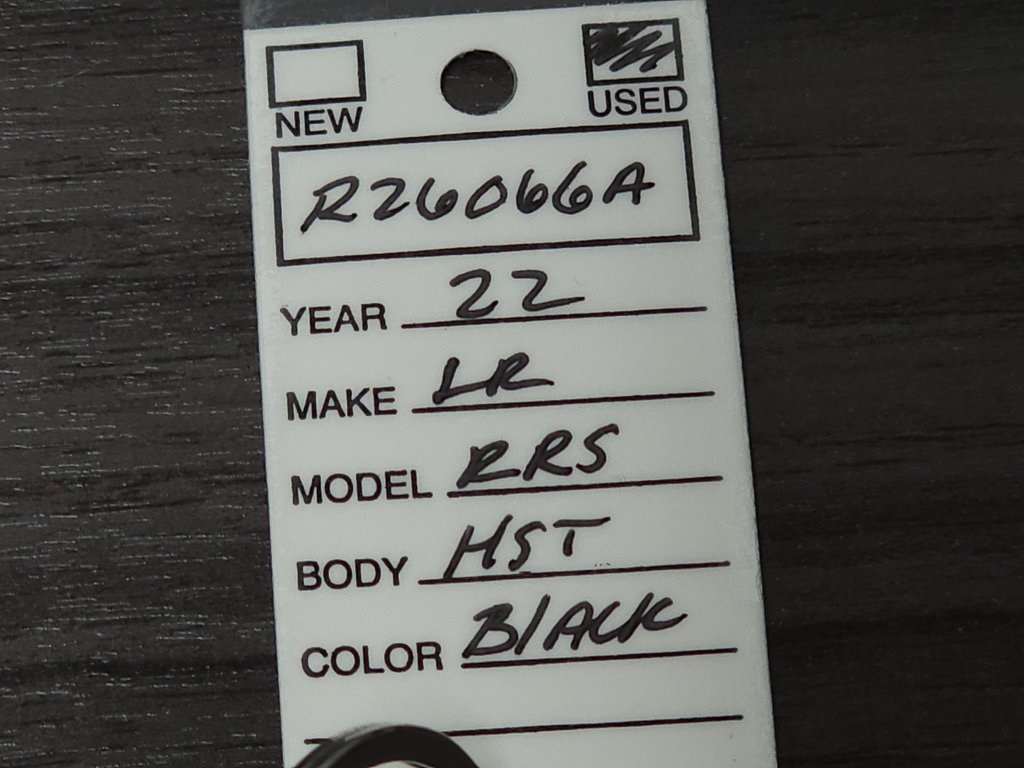 NEW USED
R26066A
YEAR 22
MAKE LR
MODEL RRS
BODY HST
COLOR BlACK